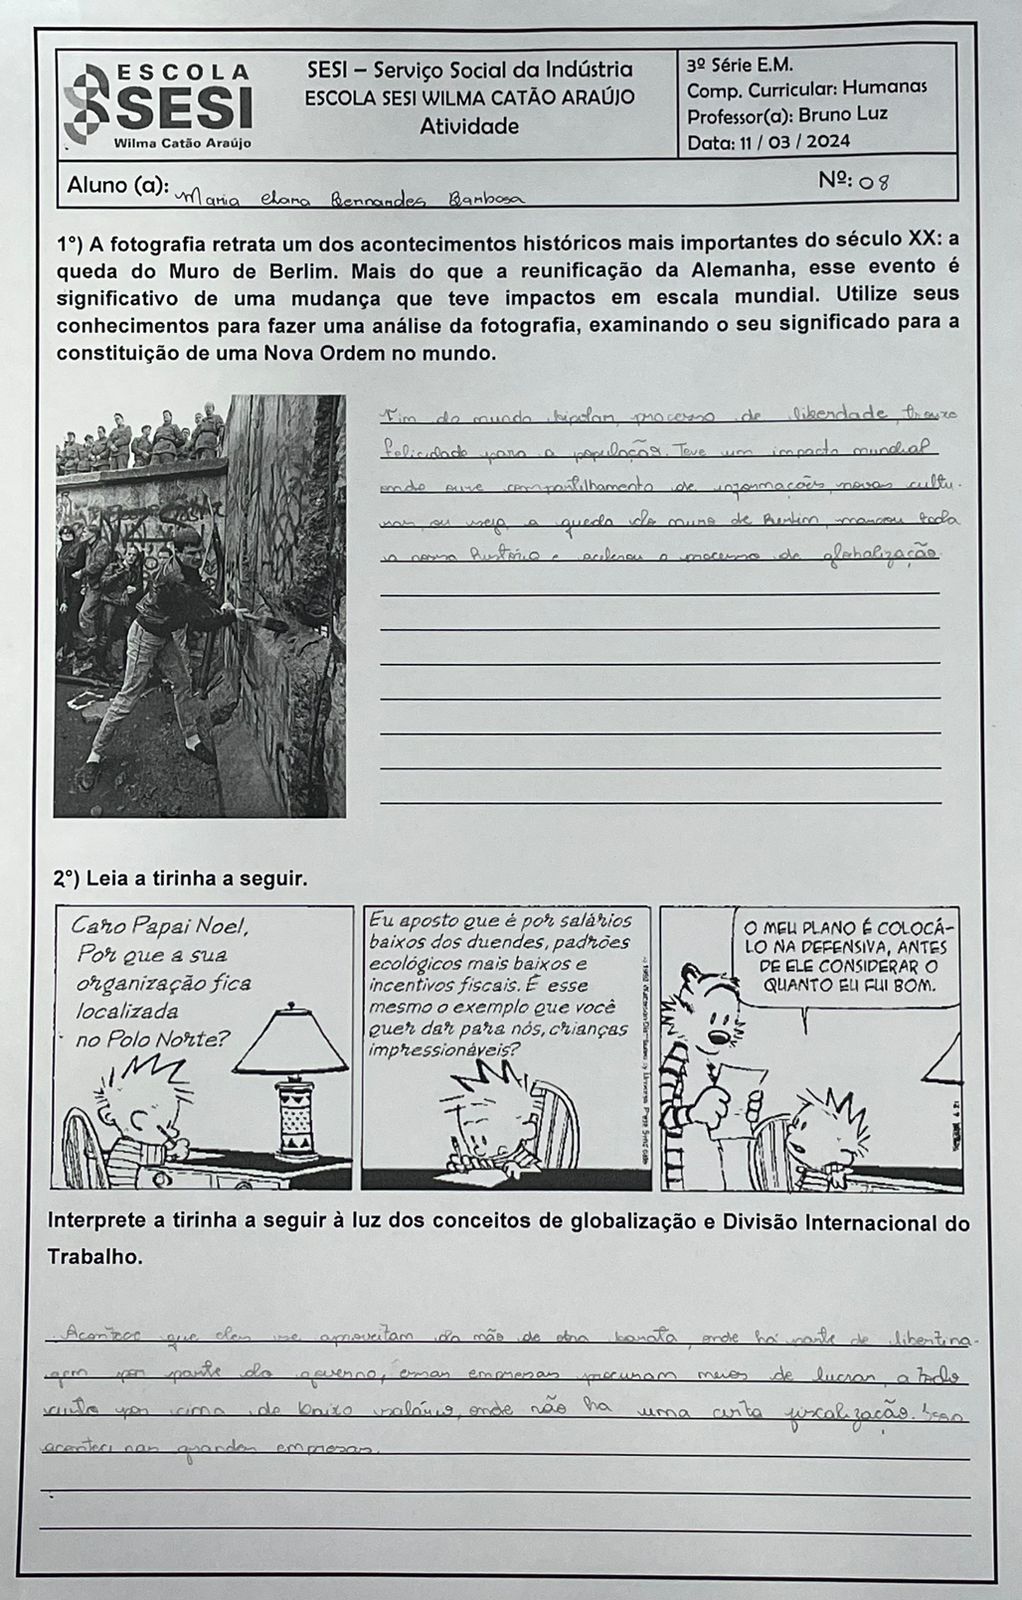 ESCOLA
SESI
Wilma Catão Araújo
SESI – Serviço Social da Indústria
ESCOLA SESI WILMA CATÃO ARAÚJO
Atividade
3º Série E.M.
Comp. Curricular: Humanas
Professor(a): Bruno Luz
Data: 11 / 03 / 2024
Aluno (a): Maria Bernandes Barbosa
Nº: 08
1°) A fotografia retrata um dos acontecimentos históricos mais importantes do século XX: a
queda do Muro de Berlim. Mais do que a reunificação da Alemanha, esse evento é
significativo de uma mudança que teve impactos em escala mundial. Utilize seus
conhecimentos para fazer uma análise da fotografia, examinando o seu significado para a
constituição de uma Nova Ordem no mundo.
Fim do mundo bipolar, processo de liberdade, trouxe
felicidade para a população. Teve um impacto mundial
onde ouve compartilhamento de informações, novas cultu-
ras, ou seja, a queda do muro de Berlim, marcou toda
a nossa história e acelerou o processo de globalização.
2°) Leia a tirinha a seguir.
Caro Papai Noel,
Por que a sua
organização fica
localizada
no Polo Norte?
Eu aposto que é por salários
baixos dos duendes, padrões
ecológicos mais baixos e
incentivos fiscais. É esse
mesmo o exemplo que você
quer dar para nós, crianças
impressionáveis?
O MEU PLANO É COLOCÁ-
LO NA DEFENSIVA, ANTES
DE ELE CONSIDERAR O
QUANTO EU FUI BOM.
Interprete a tirinha a seguir à luz dos conceitos de globalização e Divisão Internacional do
Trabalho.
Acontece que eles se aproveitam da mão de obra barata, onde há parte de libertina-
gem por parte do governo, essas empresas procuram meios de lucrar, a todo
custo por cima de baixo salário, onde não ha uma certa fiscalização. Isso
acontece nas grandes empresas.